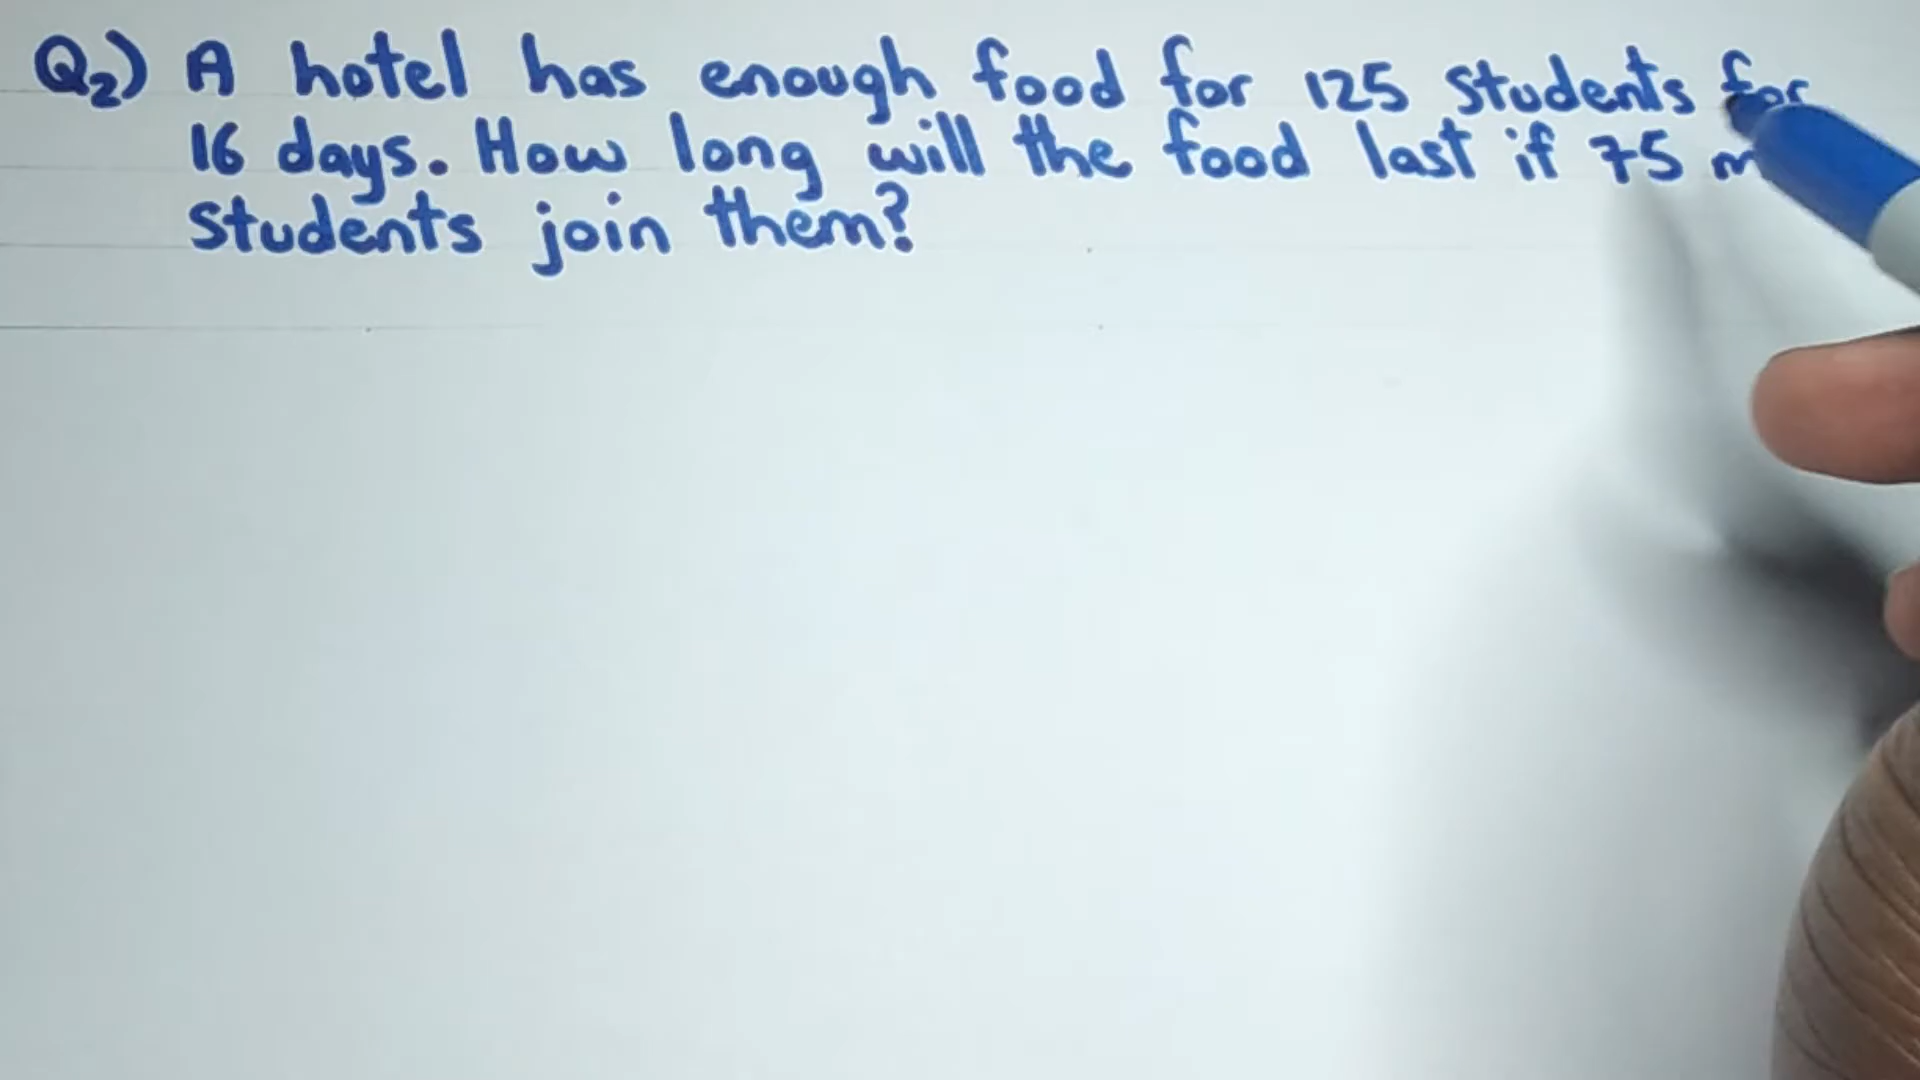 Q2) A hotel has enough food for 125 students for
16 days. How long will the food last if 75
students join them?